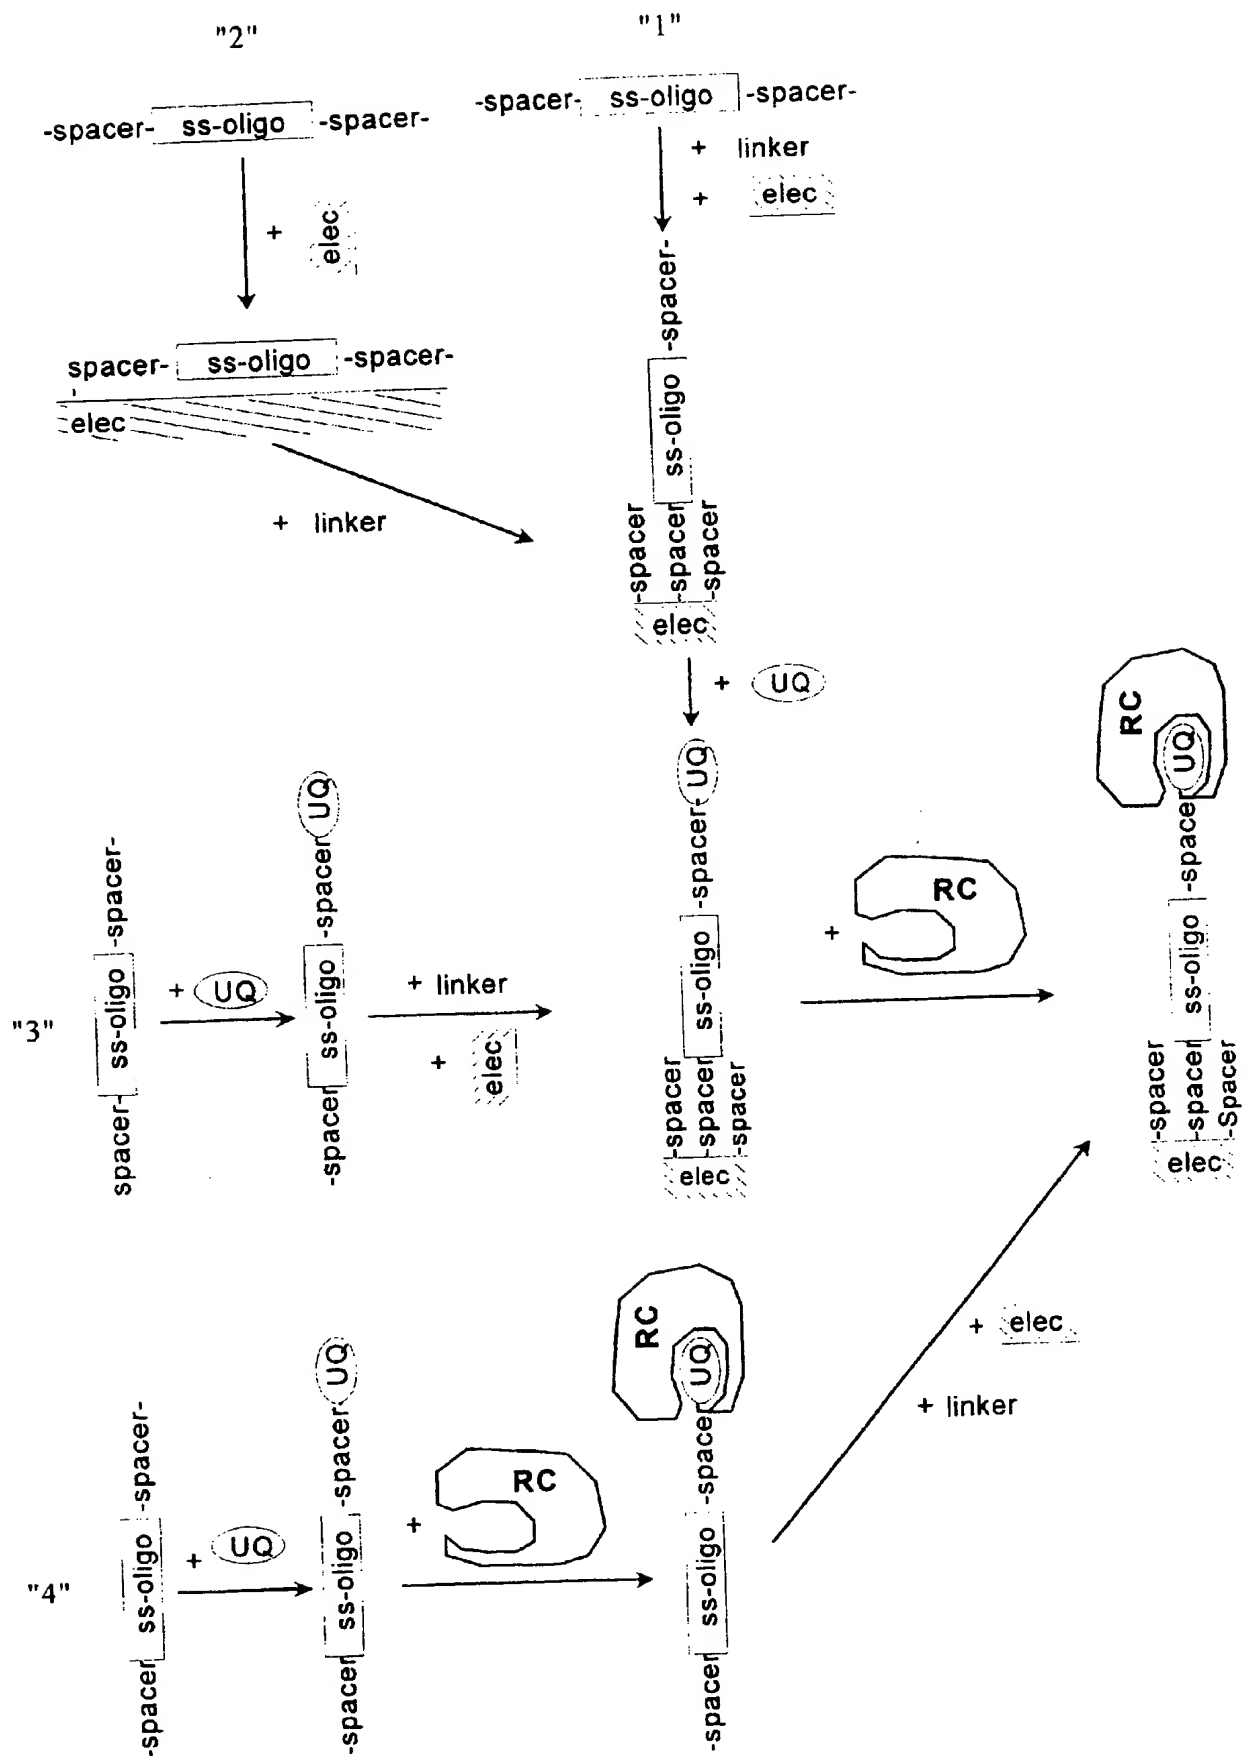 "2"
"1"
-spacer- ss-oligo -spacer-
-spacer- ss-oligo -spacer-
+ linker
+ elec
+ elec
-spacer-
ss-oligo
spacer- ss-oligo -spacer-
elec
+ linker
-spacer
-spacer
-spacer
elec
+ UQ
RC
UQ
-spacer
ss-oligo
-spacer
-spacer
-Spacer
elec
UQ
-spacer-
ss-oligo
-spacer
-spacer
-spacer
elec
+ RC
"3"
-spacer-
ss-oligo
spacer-
+ UQ
UQ
-spacer
ss-oligo
-spacer
+ linker
+ elec
"4"
-spacer-
ss-oligo
-spacer
+ UQ
UQ
-spacer
ss-oligo
-spacer
+ RC
RC
UQ
-spacer
ss-oligo
-spacer
+ elec
+ linker